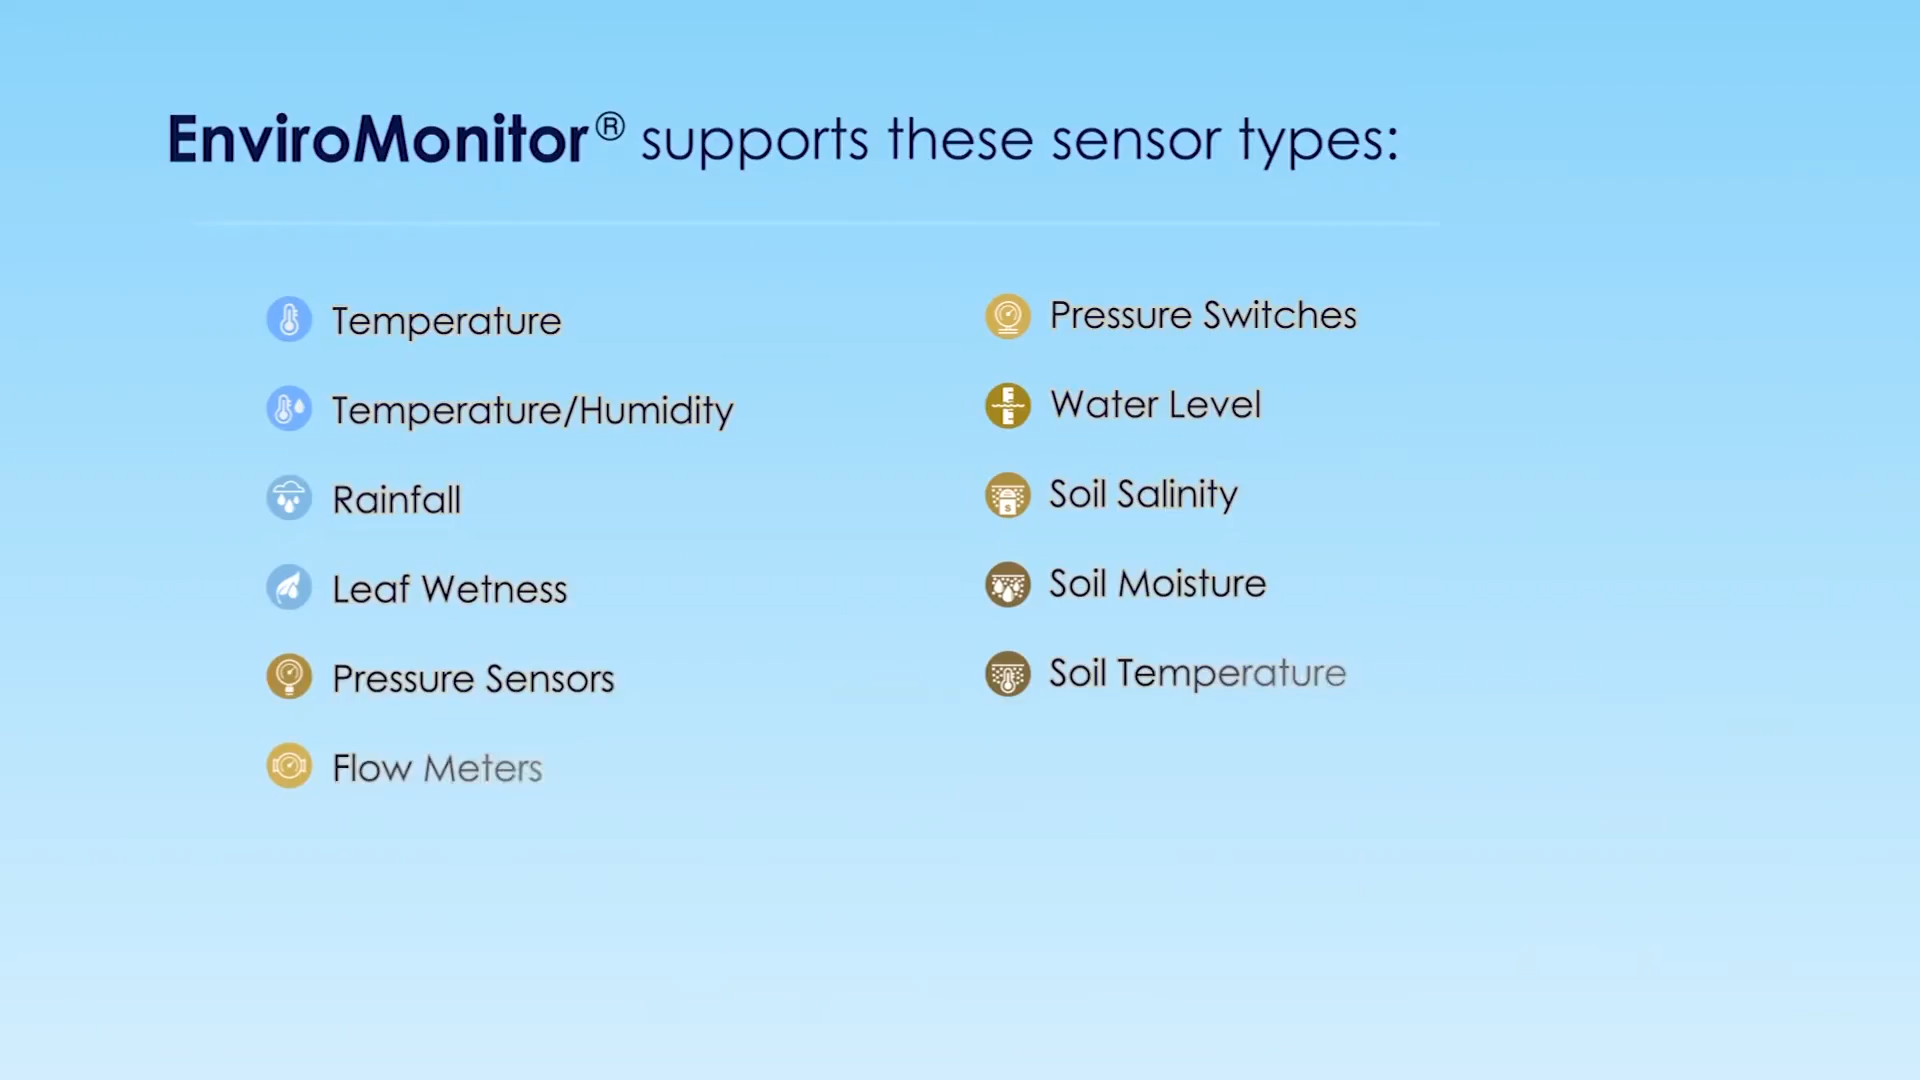 EnviroMonitor® supports these sensor types:
Temperature
Temperature/Humidity
Rainfall
Leaf Wetness
Pressure Sensors
Flow Meters
Pressure Switches
Water Level
Soil Salinity
Soil Moisture
Soil Temperature